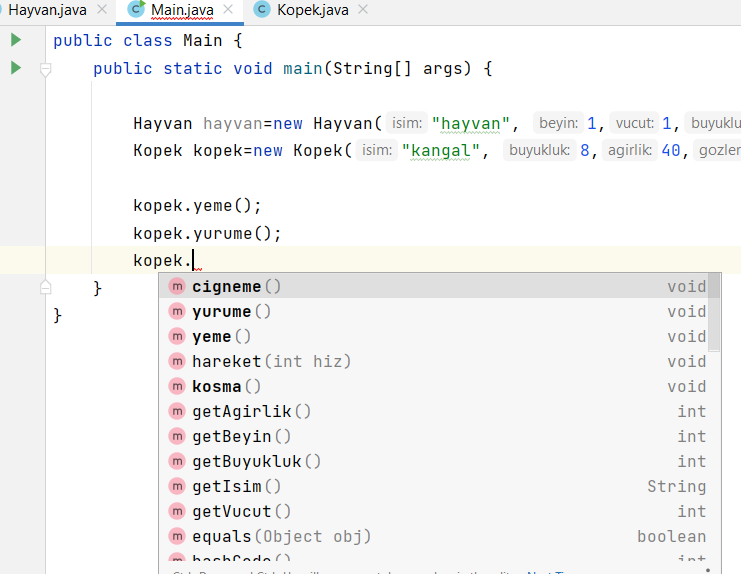 Hayvan.java Main.java Kopek.java
public class Main {
public static void main(String[] args) {
Hayvan hayvan=new Hayvan( isim: "hayvan", beyin: 1, vucut: 1, buyuklu
Kopek kopek=new Kopek( isim: "kangal", buyukluk: 8, agirlik: 40, gozler
kopek.yeme();
kopek.yurume();
kopek.
m cigneme() void
m yurume() void
m yeme() void
m hareket(int hiz) void
m kosma() void
m getAgirlik() int
m getBeyin() int
m getBuyukluk() int
m getIsim() String
m getVucut() int
m equals(Object obj) boolean
m hashCode() int
}
}